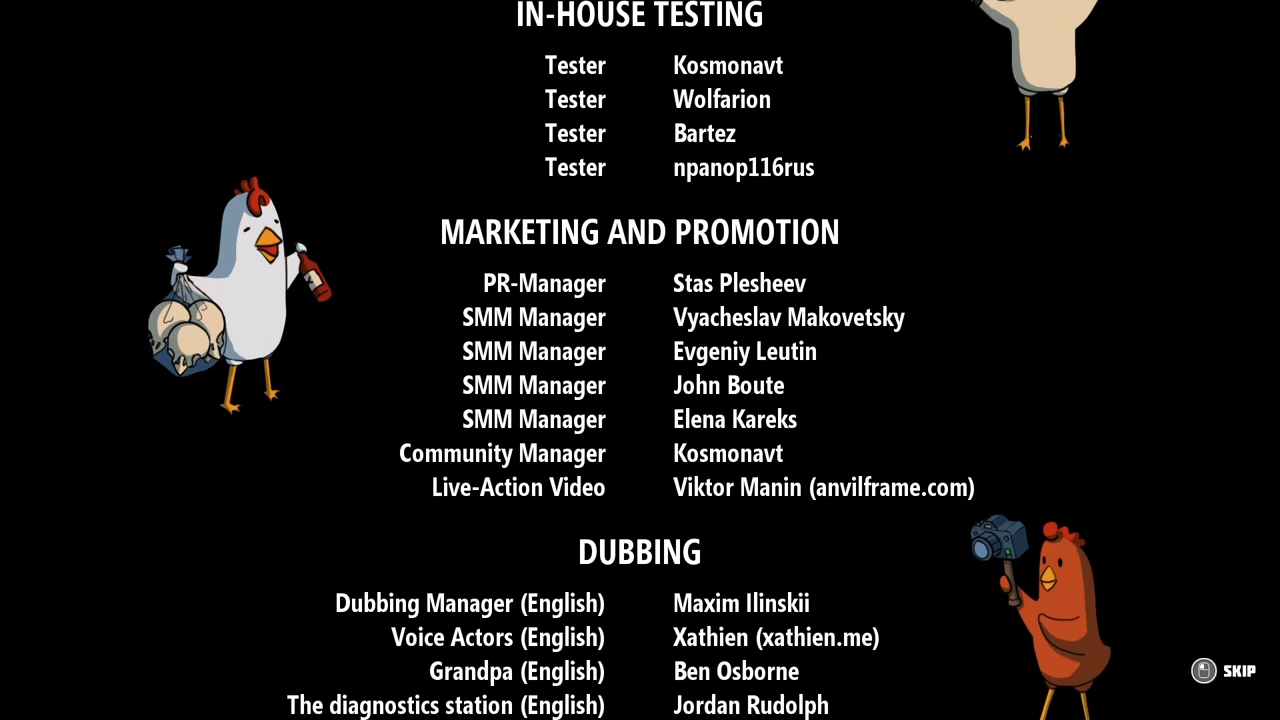 IN-HOUSE TESTING
Tester Kosmonavt
Tester Wolfarion
Tester Bartez
Tester npanop116rus
MARKETING AND PROMOTION
PR-Manager Stas Plesheev
SMM Manager Vyacheslav Makovetsky
SMM Manager Evgeniy Leutin
SMM Manager John Boute
SMM Manager Elena Kareks
Community Manager Kosmonavt
Live-Action Video Viktor Manin (anvilframe.com)
DUBBING
Dubbing Manager (English) Maxim Ilinskii
Voice Actors (English) Xathien (xathien.me)
Grandpa (English) Ben Osborne
SKIP
The diagnostics station (English) Jordan Rudolph